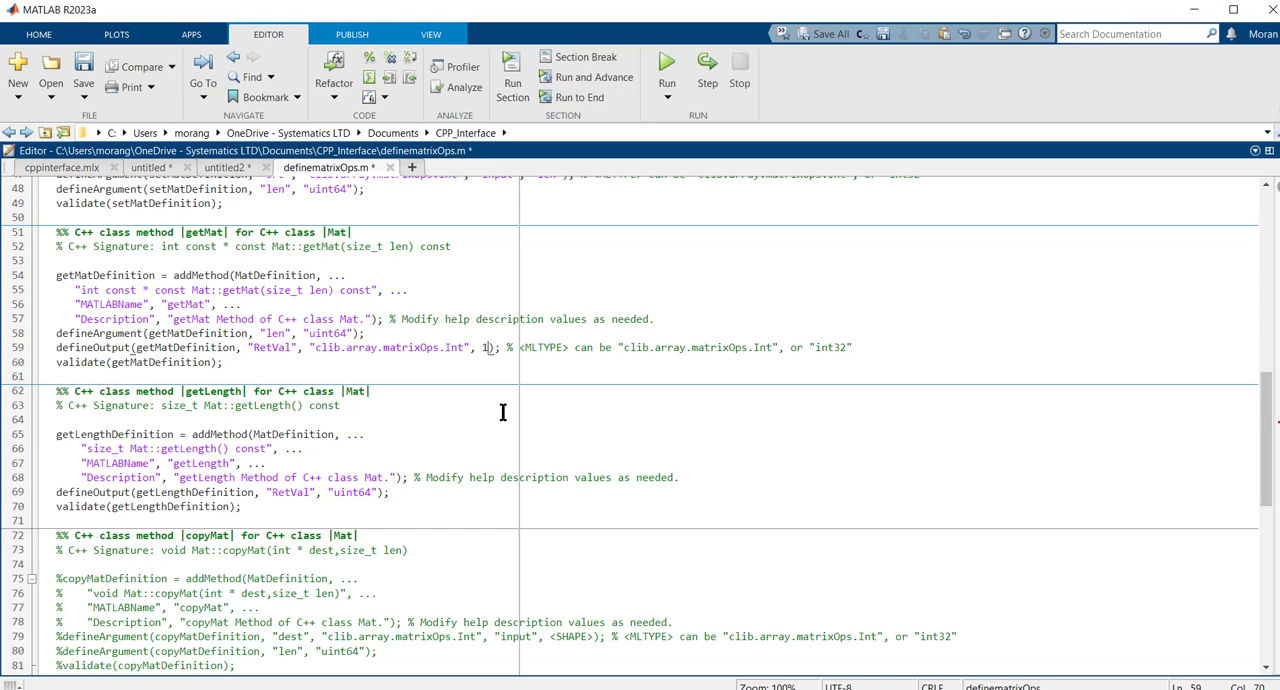 MATLAB R2023a
HOME PLOTS APPS EDITOR PUBLISH VIEW Save All Search Documentation Moran
New Open Save Compare Print Go To Find Bookmark Refactor Profiler Analyze Run Section Section Break Run and Advance Run to End Run Step Stop
FILE NAVIGATE CODE ANALYZE SECTION RUN
C: Users morang OneDrive - Systematics LTD Documents CPP_Interface
Editor - C:\Users\morang\OneDrive - Systematics LTD\Documents\CPP_Interface\definematrixOps.m *
cppinterface.mlx untitled * untitled2 * definematrixOps.m * +
48 defineArgument(setMatDefinition, "len", "uint64");
49 validate(setMatDefinition);
50
51 %% C++ class method |getMat| for C++ class |Mat|
52 % C++ Signature: int const * const Mat::getMat(size_t len) const
53
54 getMatDefinition = addMethod(MatDefinition, ...
55 "int const * const Mat::getMat(size_t len) const", ...
56 "MATLABName", "getMat", ...
57 "Description", "getMat Method of C++ class Mat."); % Modify help description values as needed.
58 defineArgument(getMatDefinition, "len", "uint64");
59 defineOutput(getMatDefinition, "RetVal", "clib.array.matrixOps.Int", 1); % <MLTYPE> can be "clib.array.matrixOps.Int", or "int32"
60 validate(getMatDefinition);
61
62 %% C++ class method |getLength| for C++ class |Mat|
63 % C++ Signature: size_t Mat::getLength() const
64
65 getLengthDefinition = addMethod(MatDefinition, ...
66 "size_t Mat::getLength() const", ...
67 "MATLABName", "getLength", ...
68 "Description", "getLength Method of C++ class Mat."); % Modify help description values as needed.
69 defineOutput(getLengthDefinition, "RetVal", "uint64");
70 validate(getLengthDefinition);
71
72 %% C++ class method |copyMat| for C++ class |Mat|
73 % C++ Signature: void Mat::copyMat(int * dest,size_t len)
74
75 %copyMatDefinition = addMethod(MatDefinition, ...
76 % "void Mat::copyMat(int * dest,size_t len)", ...
77 % "MATLABName", "copyMat", ...
78 % "Description", "copyMat Method of C++ class Mat."); % Modify help description values as needed.
79 %defineArgument(copyMatDefinition, "dest", "clib.array.matrixOps.Int", "input", <SHAPE>); % <MLTYPE> can be "clib.array.matrixOps.Int", or "int32"
80 %defineArgument(copyMatDefinition, "len", "uint64");
81 %validate(copyMatDefinition);
Zoom: 100% UTF-8 CRLF definematrixOps Ln 59 Col 70